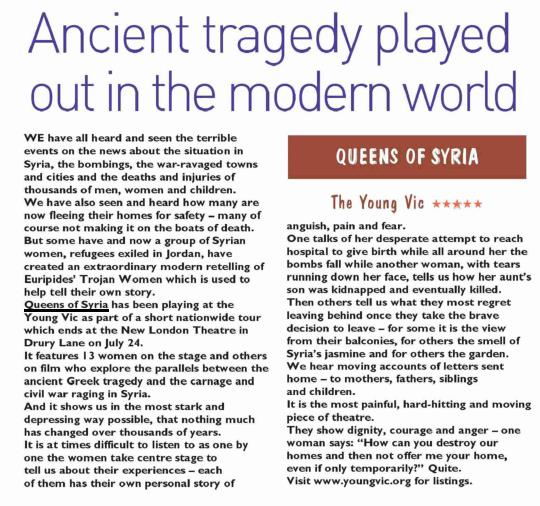 Ancient tragedy played
out in the modern world
WE have all heard and seen the terrible
events on the news about the situation in
Syria, the bombings, the war-ravaged towns
and cities and the deaths and injuries of
thousands of men, women and children.
We have also seen and heard how many are
now fleeing their homes for safety – many of
course not making it on the boats of death.
But some have and now a group of Syrian
women, refugees exiled in Jordan, have
created an extraordinary modern retelling of
Euripides' Trojan Women which is used to
help tell their own story.
Queens of Syria has been playing at the
Young Vic as part of a short nationwide tour
which ends at the New London Theatre in
Drury Lane on July 24.
It features 13 women on the stage and others
on film who explore the parallels between the
ancient Greek tragedy and the carnage and
civil war raging in Syria.
And it shows us in the most stark and
depressing way possible, that nothing much
has changed over thousands of years.
It is at times difficult to listen to as one by
one the women take centre stage to
tell us about their experiences – each
of them has their own personal story of
QUEENS OF SYRIA
The Young Vic ★★★★★
anguish, pain and fear.
One talks of her desperate attempt to reach
hospital to give birth while all around her the
bombs fall while another woman, with tears
running down her face, tells us how her aunt's
son was kidnapped and eventually killed.
Then others tell us what they most regret
leaving behind once they take the brave
decision to leave – for some it is the view
from their balconies, for others the smell of
Syria's jasmine and for others the garden.
We hear moving accounts of letters sent
home – to mothers, fathers, siblings
and children.
It is the most painful, hard-hitting and moving
piece of theatre.
They show dignity, courage and anger – one
woman says: "How can you destroy our
homes and then not offer me your home,
even if only temporarily?" Quite.
Visit www.youngvic.org for listings.